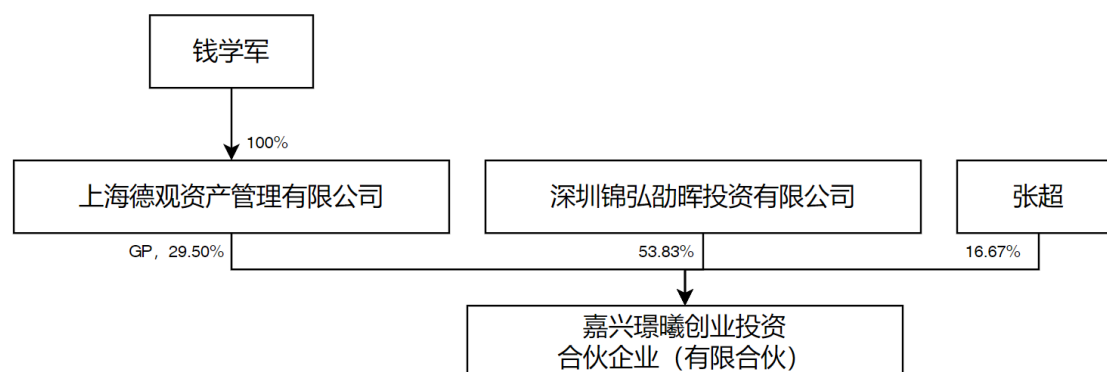 钱学军
100%
上海德观资产管理有限公司
深圳锦弘劭晖投资有限公司
张超
GP，29.50%
53.83%
16.67%
嘉兴璟曦创业投资
合伙企业（有限合伙）